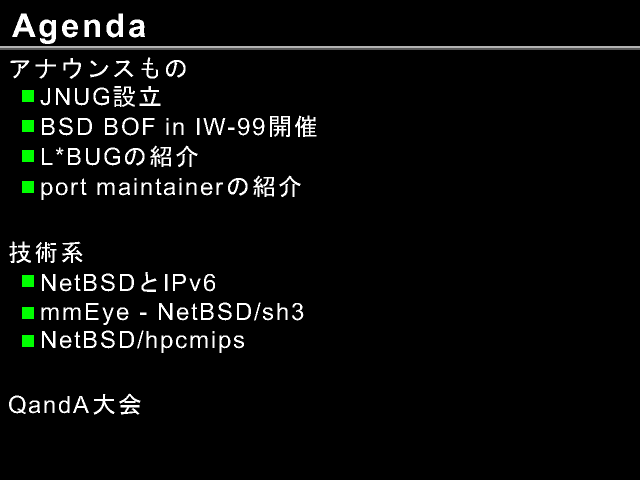 Agenda
アナウンスもの
JNUG設立
BSD BOF in IW-99開催
L*BUGの紹介
port maintainerの紹介
技術系
NetBSDとIPv6
mmEye - NetBSD/sh3
NetBSD/hpcmips
QandA大会